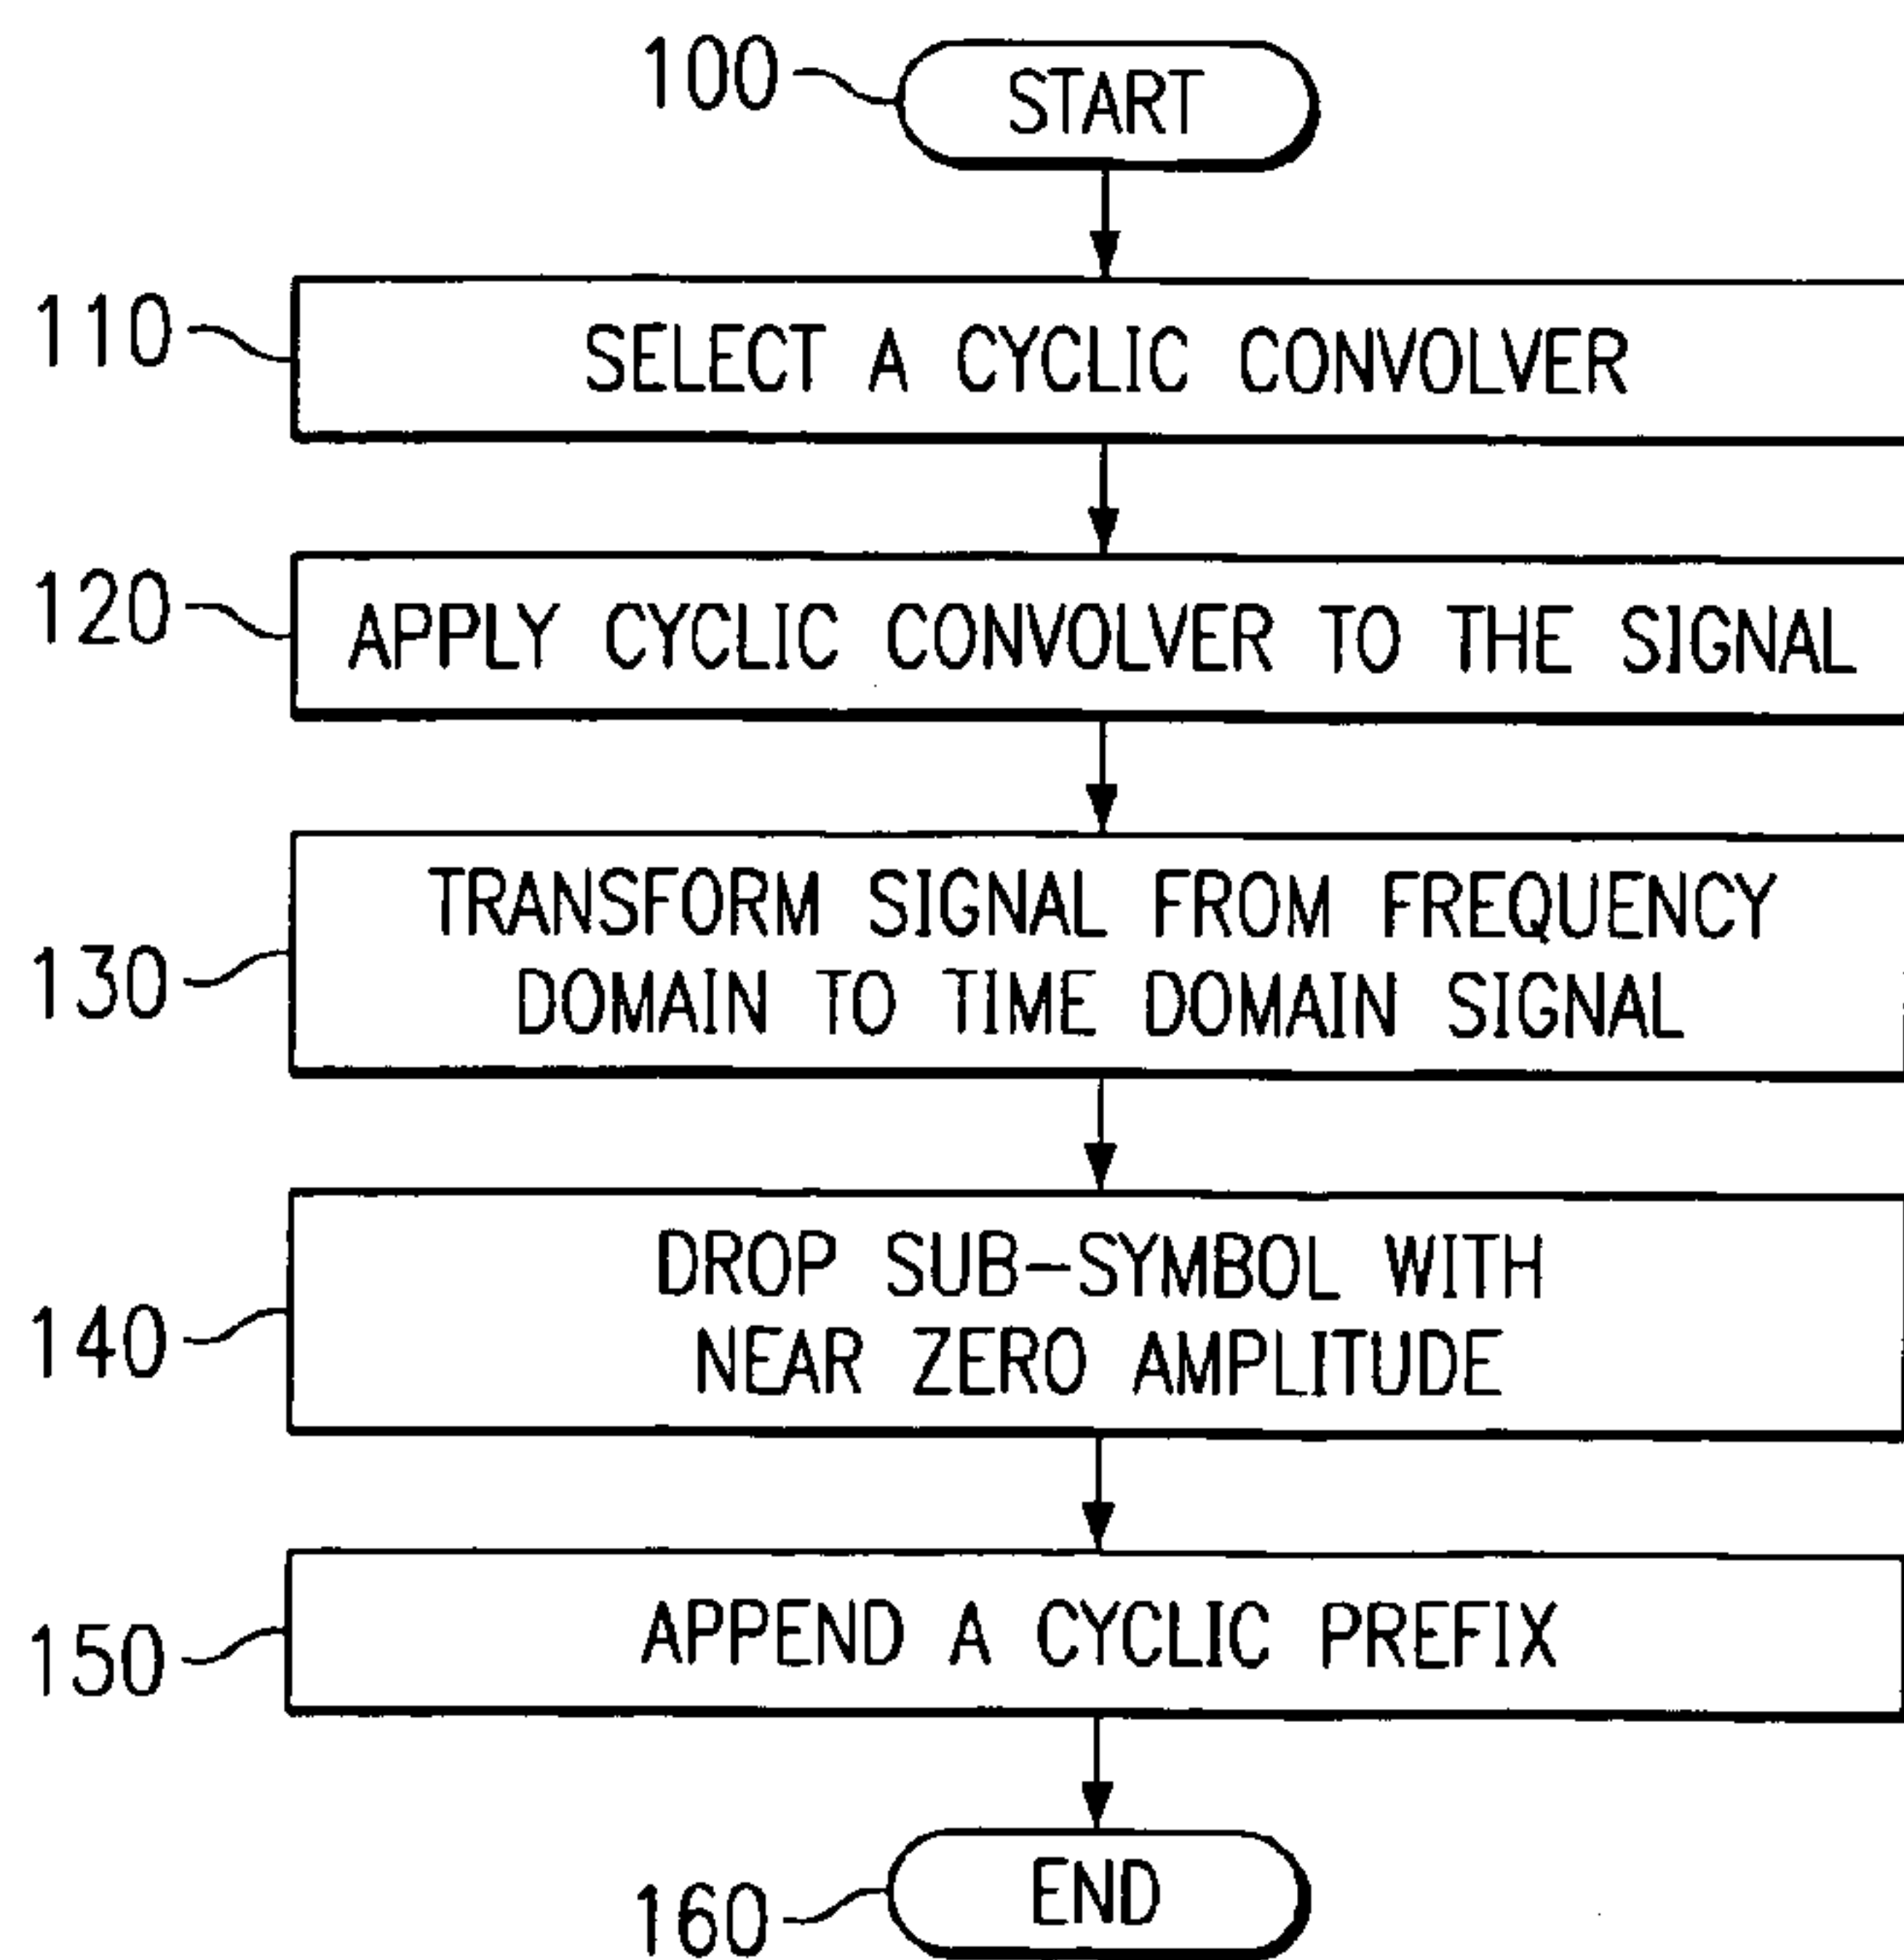 100
START
110
SELECT A CYCLIC CONVOLVER
120
APPLY CYCLIC CONVOLVER TO THE SIGNAL
130
TRANSFORM SIGNAL FROM FREQUENCY
DOMAIN TO TIME DOMAIN SIGNAL
140
DROP SUB-SYMBOL WITH
NEAR ZERO AMPLITUDE
150
APPEND A CYCLIC PREFIX
160
END